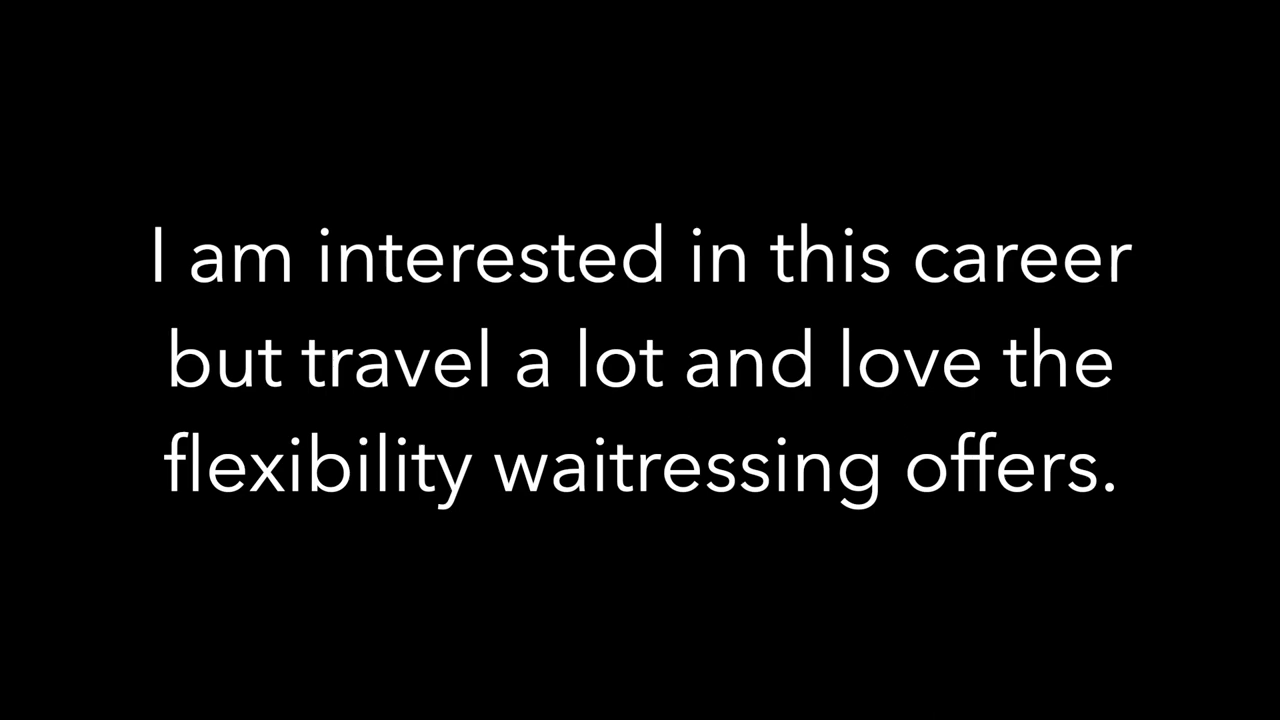 I am interested in this career
but travel a lot and love the
flexibility waitressing offers.